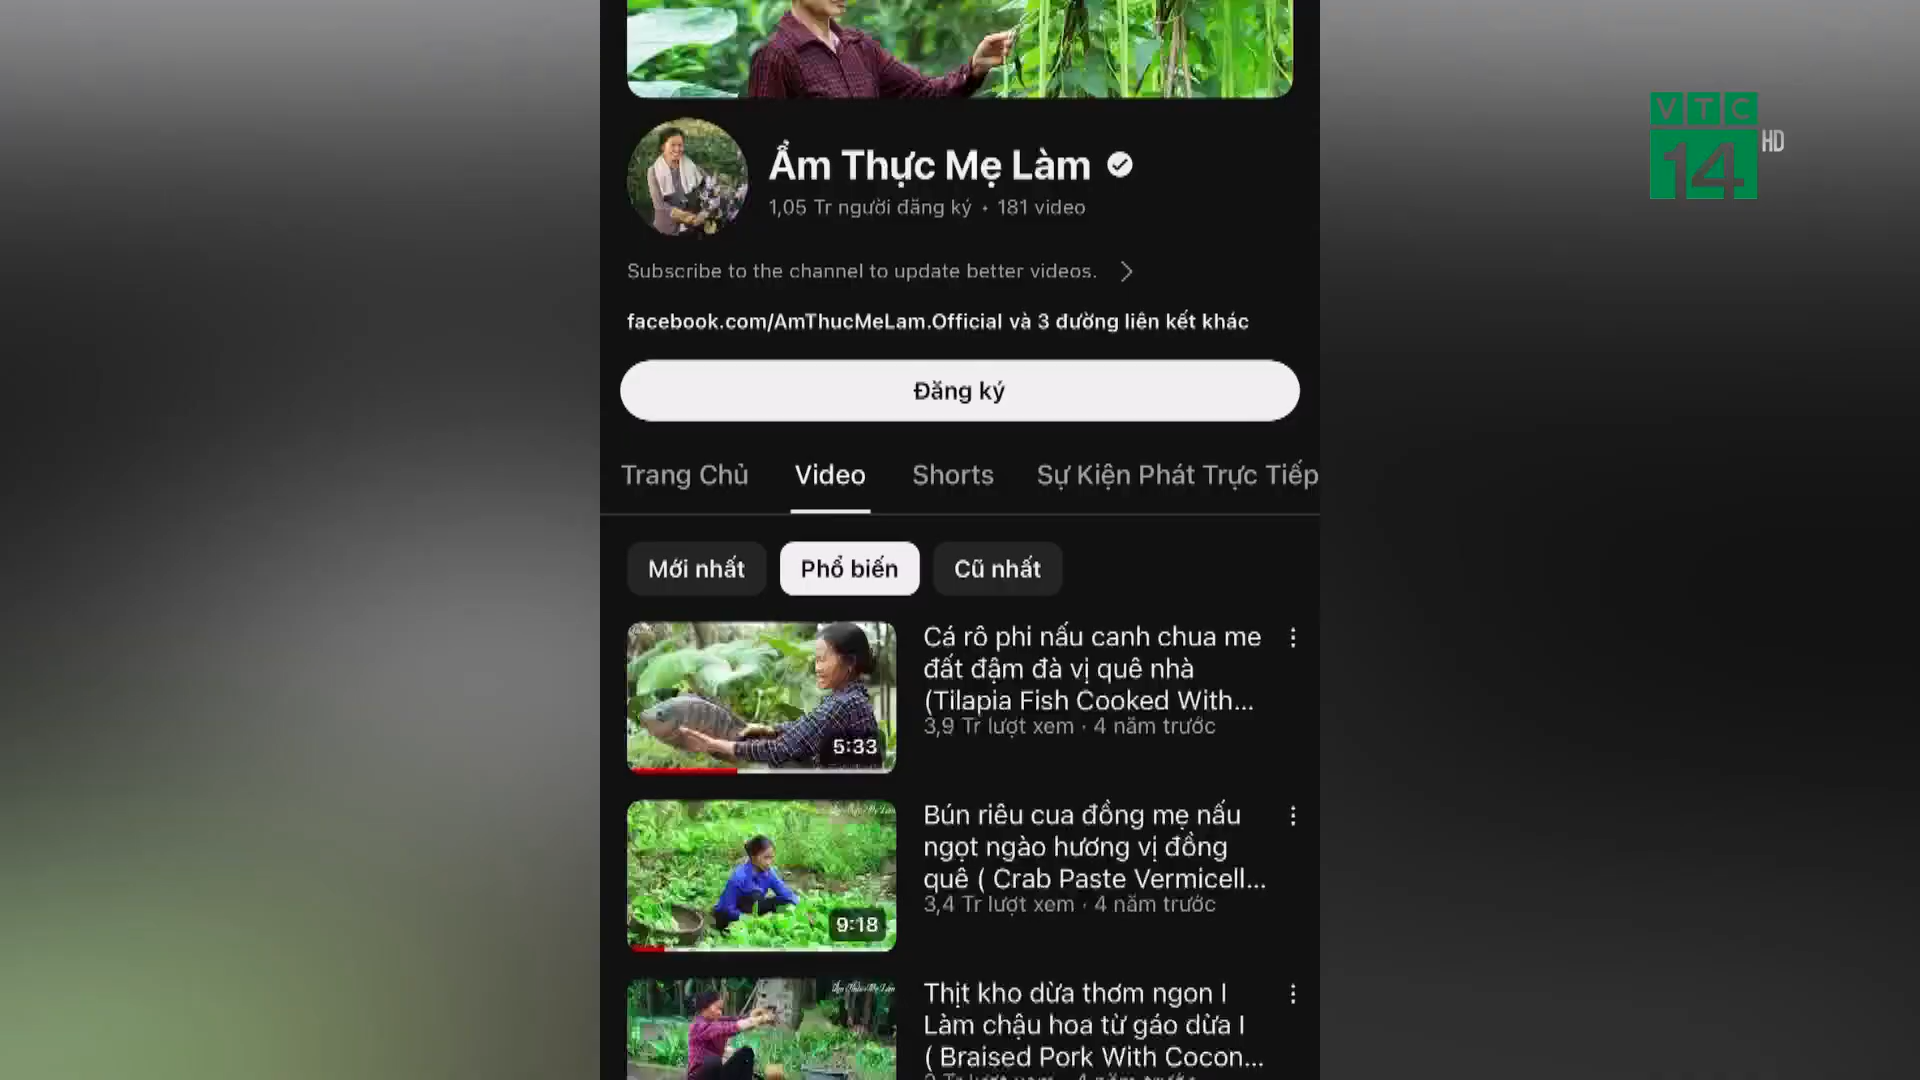 VTC
14 HD
Ẩm Thực Mẹ Làm
1,05 Tr người đăng ký • 181 video
Subscribe to the channel to update better videos.
facebook.com/AmThucMeLam.Official và 3 đường liên kết khác
Đăng ký
Trang Chủ Video Shorts Sự Kiện Phát Trực Tiếp
Mới nhất Phổ biến Cũ nhất
Cá rô phi nấu canh chua me
đất đậm đà vị quê nhà
(Tilapia Fish Cooked With...
3,9 Tr lượt xem · 4 năm trước
5:33
Bún riêu cua đồng mẹ nấu
ngọt ngào hương vị đồng
quê ( Crab Paste Vermicell...
3,4 Tr lượt xem · 4 năm trước
9:18
Ẩm Thực Mẹ Làm
Thịt kho dừa thơm ngon I
Làm chậu hoa từ gáo dừa I
( Braised Pork With Cocon...